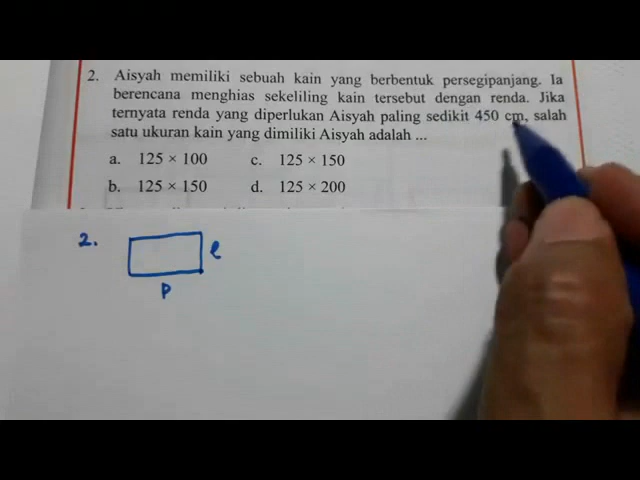 2. Aisyah memiliki sebuah kain yang berbentuk persegipanjang. Ia
berencana menghias sekeliling kain tersebut dengan renda. Jika
ternyata renda yang diperlukan Aisyah paling sedikit 450 cm, salah
satu ukuran kain yang dimiliki Aisyah adalah ...
a. 125 × 100 c. 125 × 150
b. 125 × 150 d. 125 × 200
2.
l
p